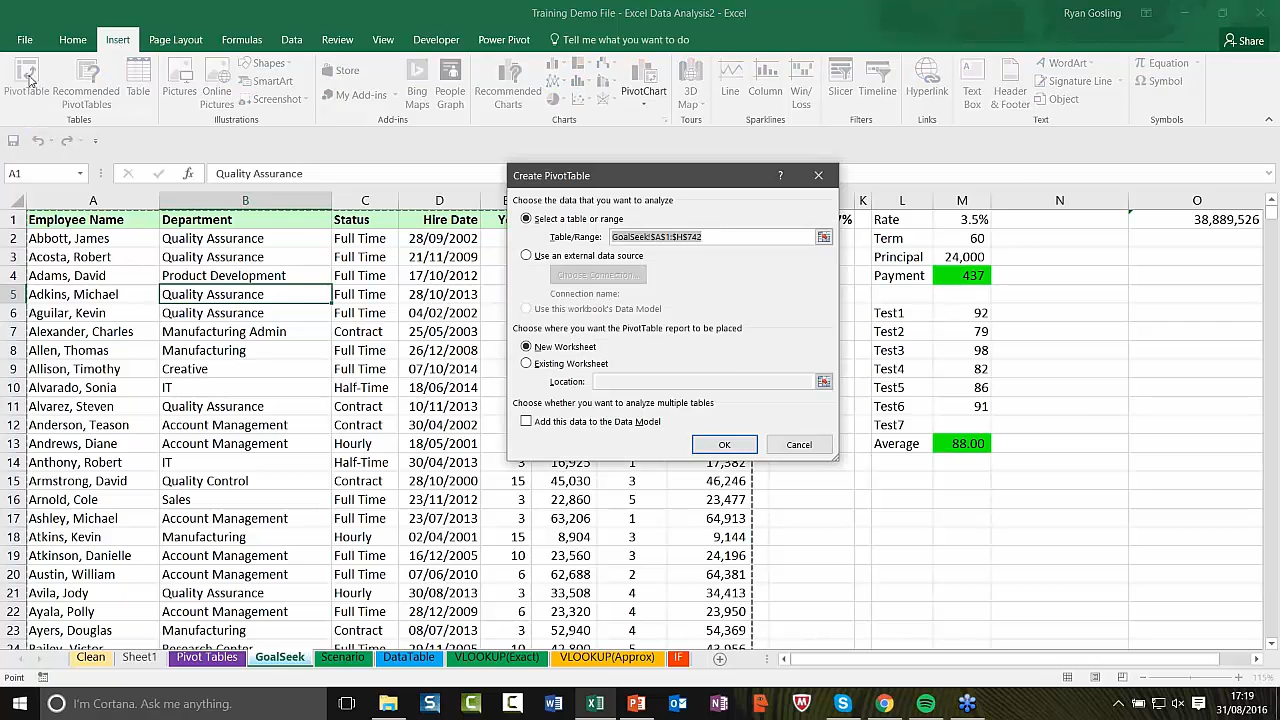 Training Demo File - Excel Data Analysis2 - Excel
Ryan Gosling
File Home Insert Page Layout Formulas Data Review View Developer Power Pivot Tell me what you want to do Share
PivotTable
Recommended PivotTables
Table
Tables
Pictures
Online Pictures
Shapes
SmartArt
Screenshot
Illustrations
Store
My Add-ins
Bing Maps
People Graph
Add-ins
Recommended Charts
PivotChart
Charts
3D Map
Tours
Line
Column
Win/Loss
Slicer
Timeline
Filters
Hyperlink
Links
Text Box
Header & Footer
WordArt
Signature Line
Object
Text
Equation
Symbol
Symbols
A1
fx
Quality Assurance
A B C D K L M N O
1 Employee Name Department Status Hire Date Rate 3.5% 38,889,526
2 Abbott, James Quality Assurance Full Time 28/09/2002 Term 60
3 Acosta, Robert Quality Assurance Full Time 21/11/2009 Principal 24,000
4 Adams, David Product Development Full Time 17/10/2012 Payment 437
5 Adkins, Michael Quality Assurance Full Time 28/10/2013
6 Aguilar, Kevin Quality Assurance Full Time 04/02/2002 Test1 92
7 Alexander, Charles Manufacturing Admin Contract 25/05/2003 Test2 79
8 Allen, Thomas Manufacturing Full Time 26/12/2008 Test3 98
9 Allison, Timothy Creative Full Time 07/10/2014 Test4 82
10 Alvarado, Sonia IT Half-Time 18/06/2014 Test5 86
11 Alvarez, Steven Quality Assurance Contract 10/11/2013 Test6 91
12 Anderson, Teason Quality Assurance Contract 30/04/2002 Test7
13 Andrews, Diane Manufacturing Hourly 18/05/2001 Average 88.00
14 Anthony, Robert IT Half-Time 30/04/2013 3 16,925 1 17,382
15 Armstrong, David Quality Control Contract 28/10/2000 15 45,030 3 46,246
16 Arnold, Cole Sales Full Time 23/11/2012 3 22,860 5 23,477
17 Ashley, Michael Account Management Full Time 23/07/2013 3 63,206 1 64,913
18 Atkins, Kevin Account Management Hourly 02/04/2001 15 8,904 3 9,144
19 Atkinson, Danielle Account Management Full Time 16/12/2005 10 23,560 3 24,196
20 Austin, William Account Management Full Time 07/06/2010 6 62,688 2 64,381
21 Avila, Jody Quality Assurance Hourly 30/08/2013 3 33,508 4 34,413
22 Ayala, Polly Account Management Full Time 28/12/2009 6 23,320 4 23,950
23 Ayers, Douglas Manufacturing Contract 08/07/2013 3 52,940 4 54,369
Create PivotTable
?
Choose the data that you want to analyze
Select a table or range
Table/Range: GoalSeek!$A$1:$H$742
Use an external data source
Choose Connection...
Connection name:
Use this workbook's Data Model
Choose where you want the PivotTable report to be placed
New Worksheet
Existing Worksheet
Location:
Choose whether you want to analyze multiple tables
Add this data to the Data Model
OK Cancel
Clean Sheet1 Pivot Tables GoalSeek Scenario DataTable VLOOKUP(Exact) VLOOKUP(Approx) IF
Point
115%
I'm Cortana. Ask me anything.
17:19
31/08/2016